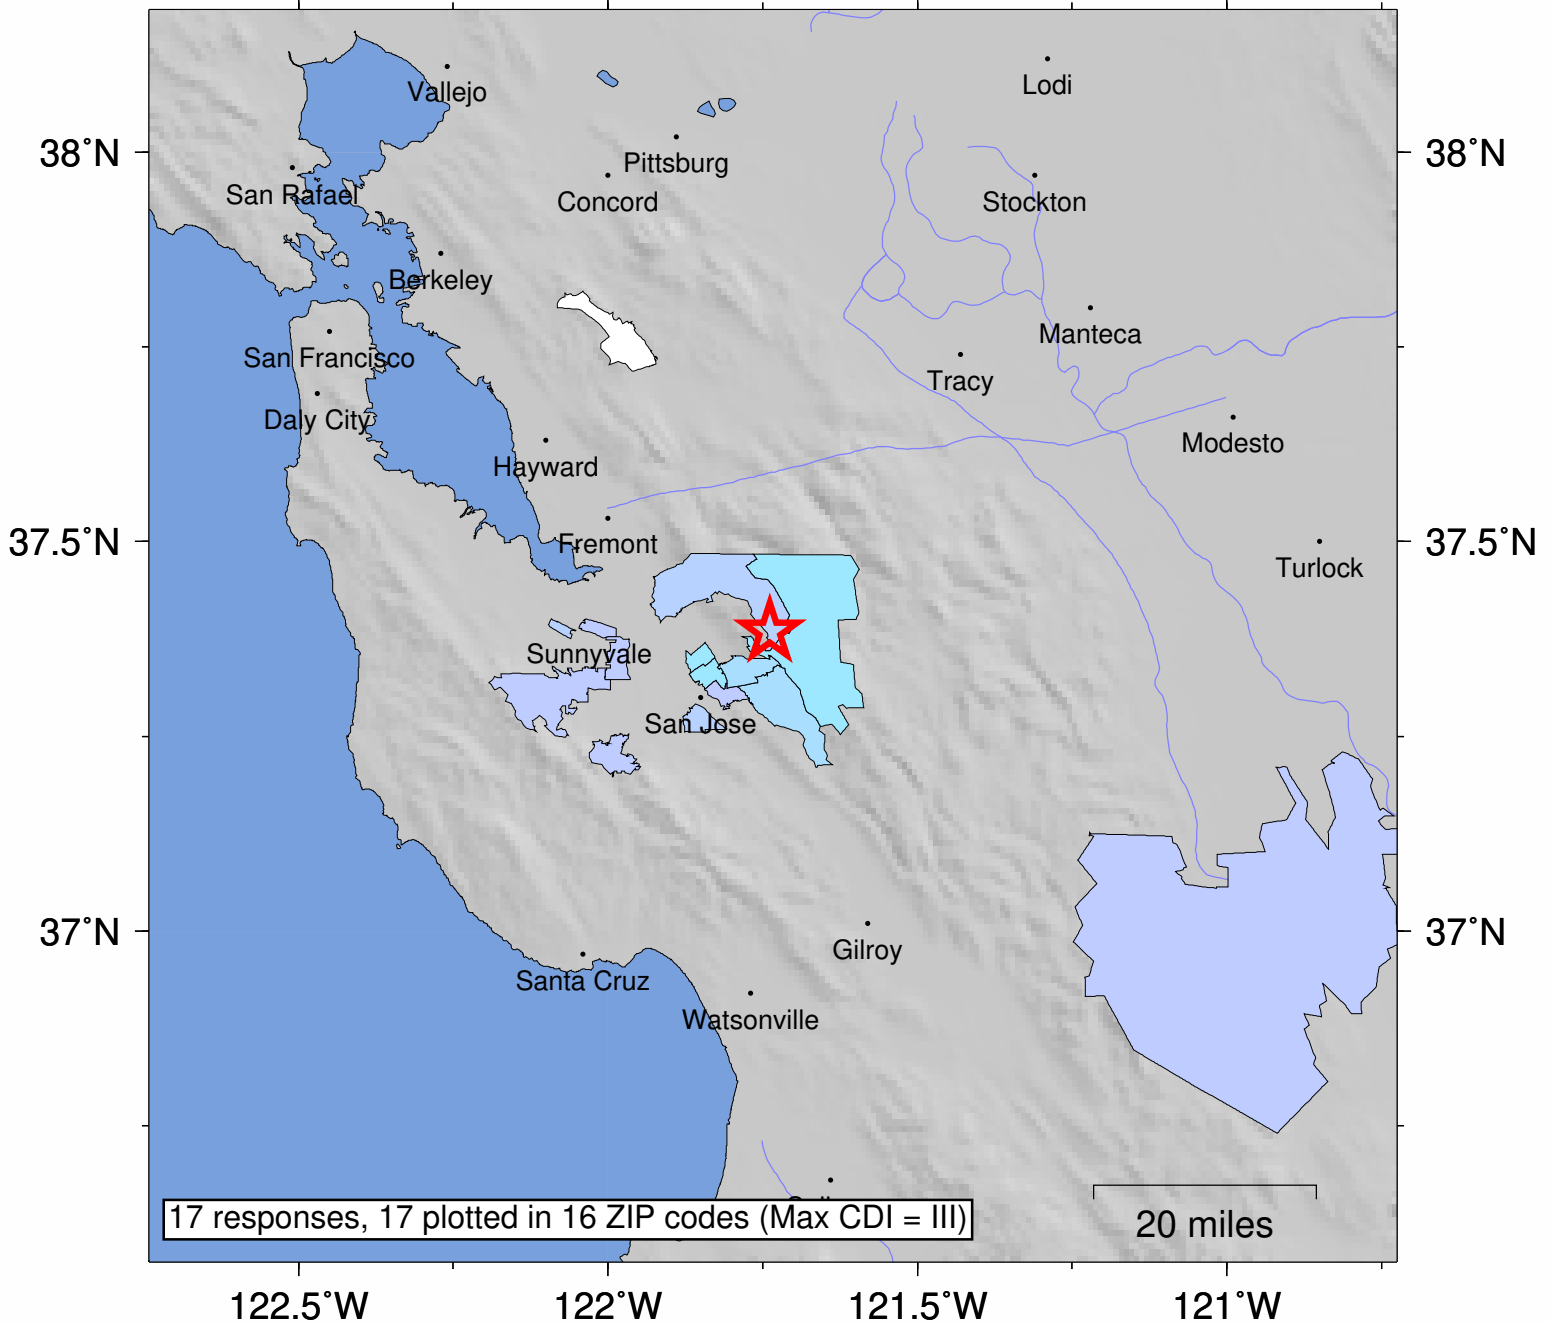 Vallejo
Lodi
38˚N
38˚N
Pittsburg
San Rafael
Concord
Stockton
Berkeley
Manteca
San Francisco
Tracy
Daly City
Modesto
Hayward
37.5˚N
37.5˚N
Fremont
Turlock
Sunnyvale
San Jose
37˚N
37˚N
Gilroy
Santa Cruz
Watsonville
17 responses, 17 plotted in 16 ZIP codes (Max CDI = III)
20 miles
122.5˚W
122˚W
121.5˚W
121˚W